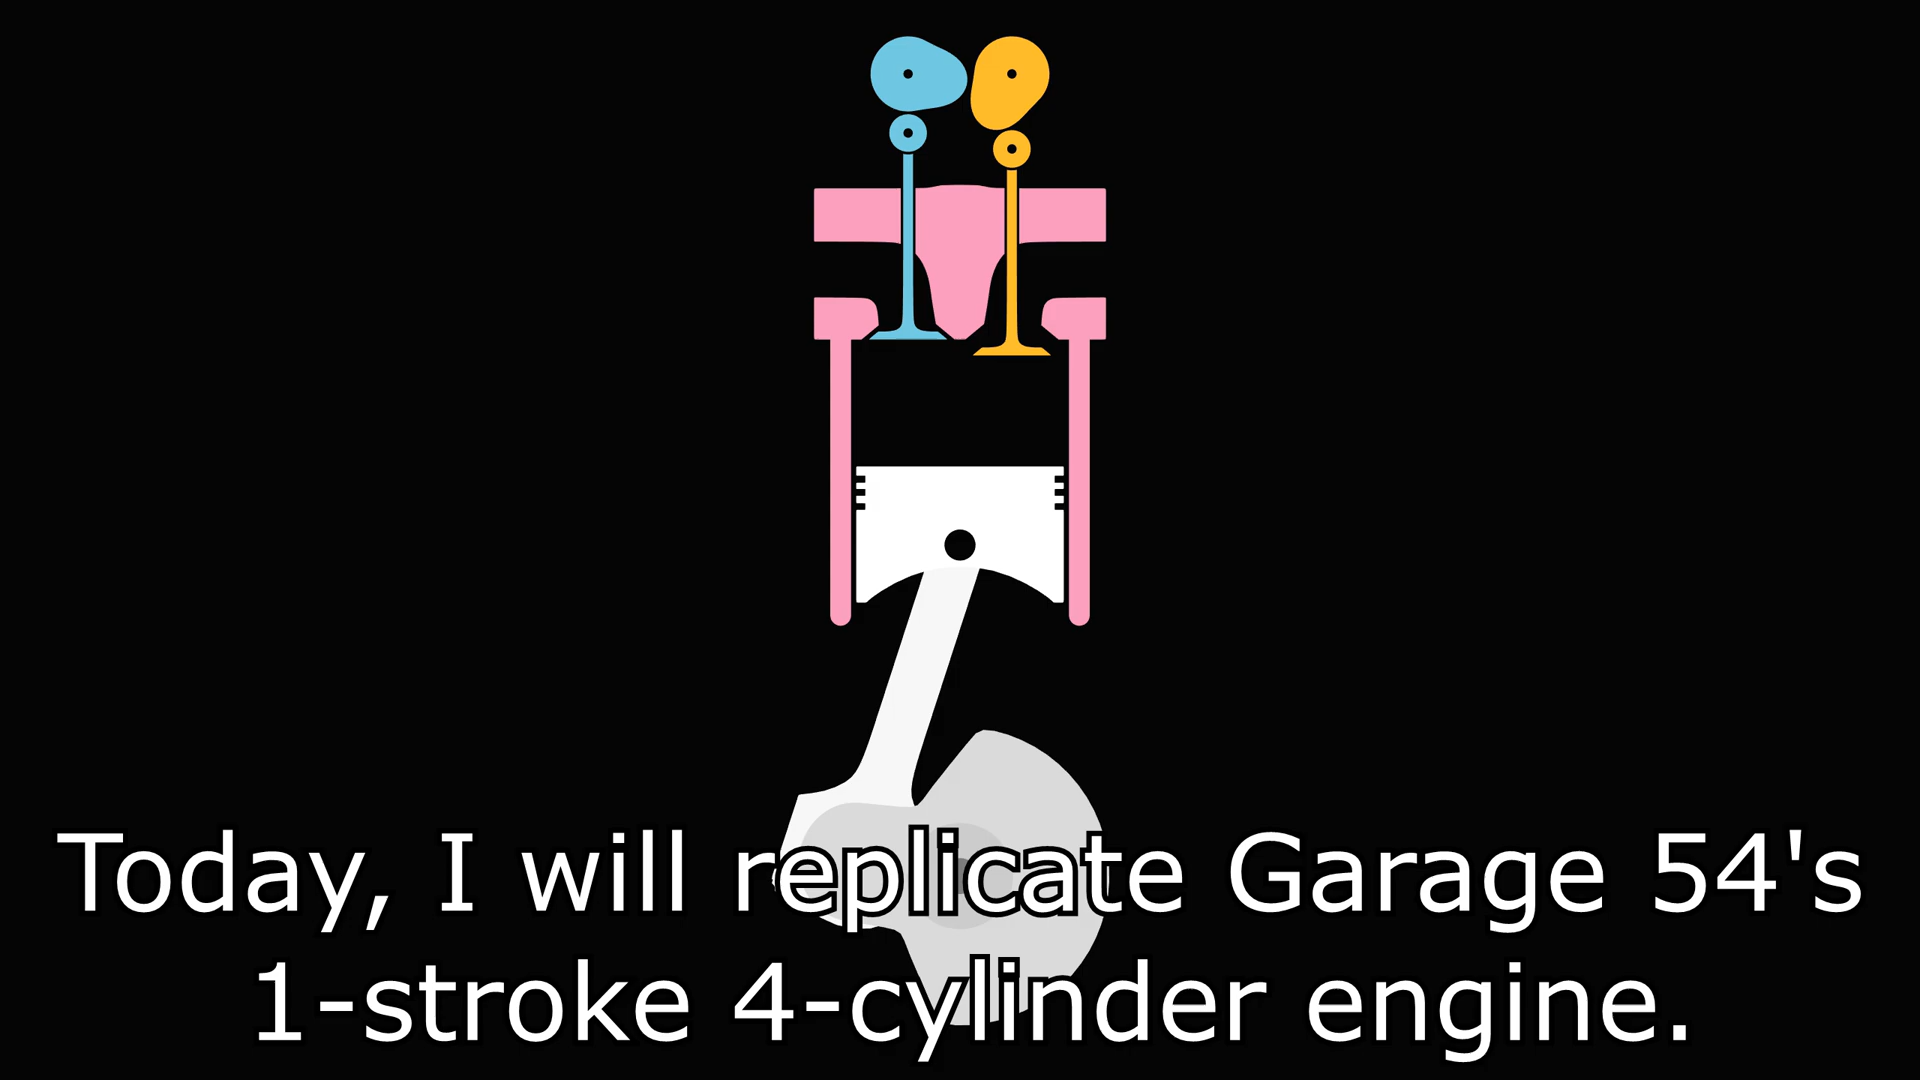 Today, I will replicate Garage 54's
1-stroke 4-cylinder engine.